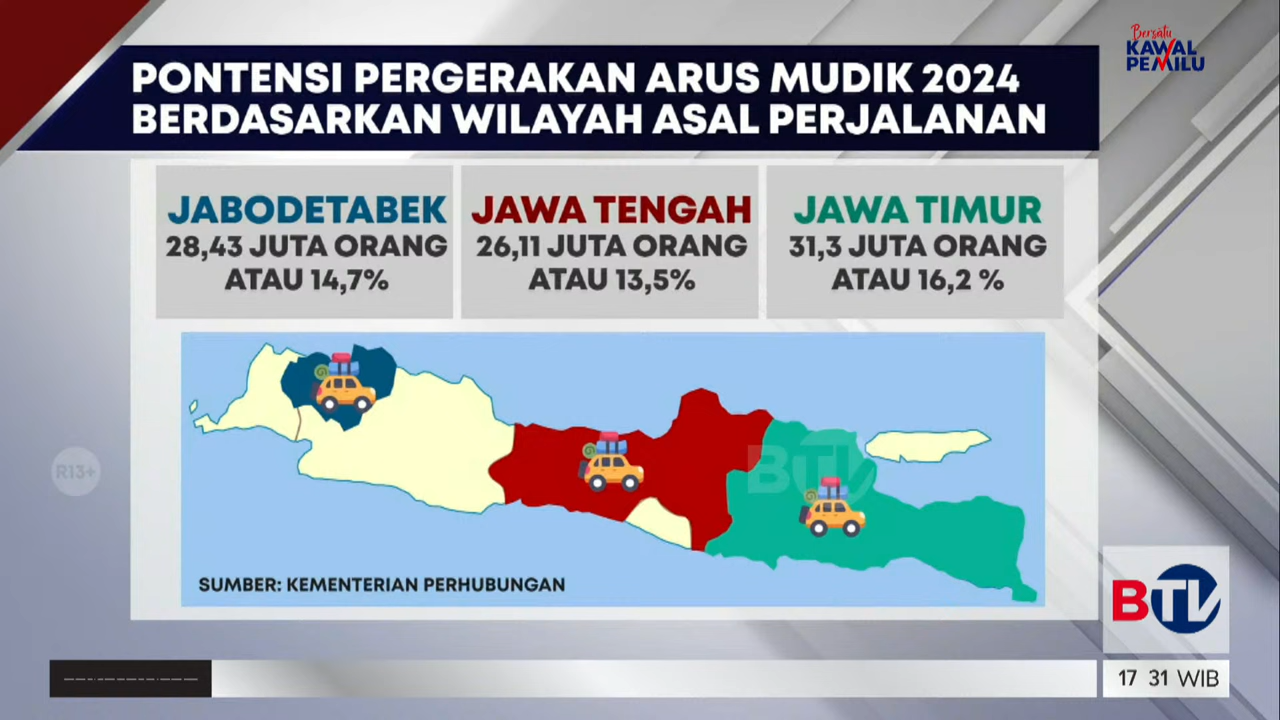 Bersatu
KAWAL
PEMILU
PONTENSI PERGERAKAN ARUS MUDIK 2024
BERDASARKAN WILAYAH ASAL PERJALANAN
JABODETABEK
28,43 JUTA ORANG
ATAU 14,7%
JAWA TENGAH
26,11 JUTA ORANG
ATAU 13,5%
JAWA TIMUR
31,3 JUTA ORANG
ATAU 16,2 %
R13+
BTV
SUMBER: KEMENTERIAN PERHUBUNGAN
BTV
17 31 WIB